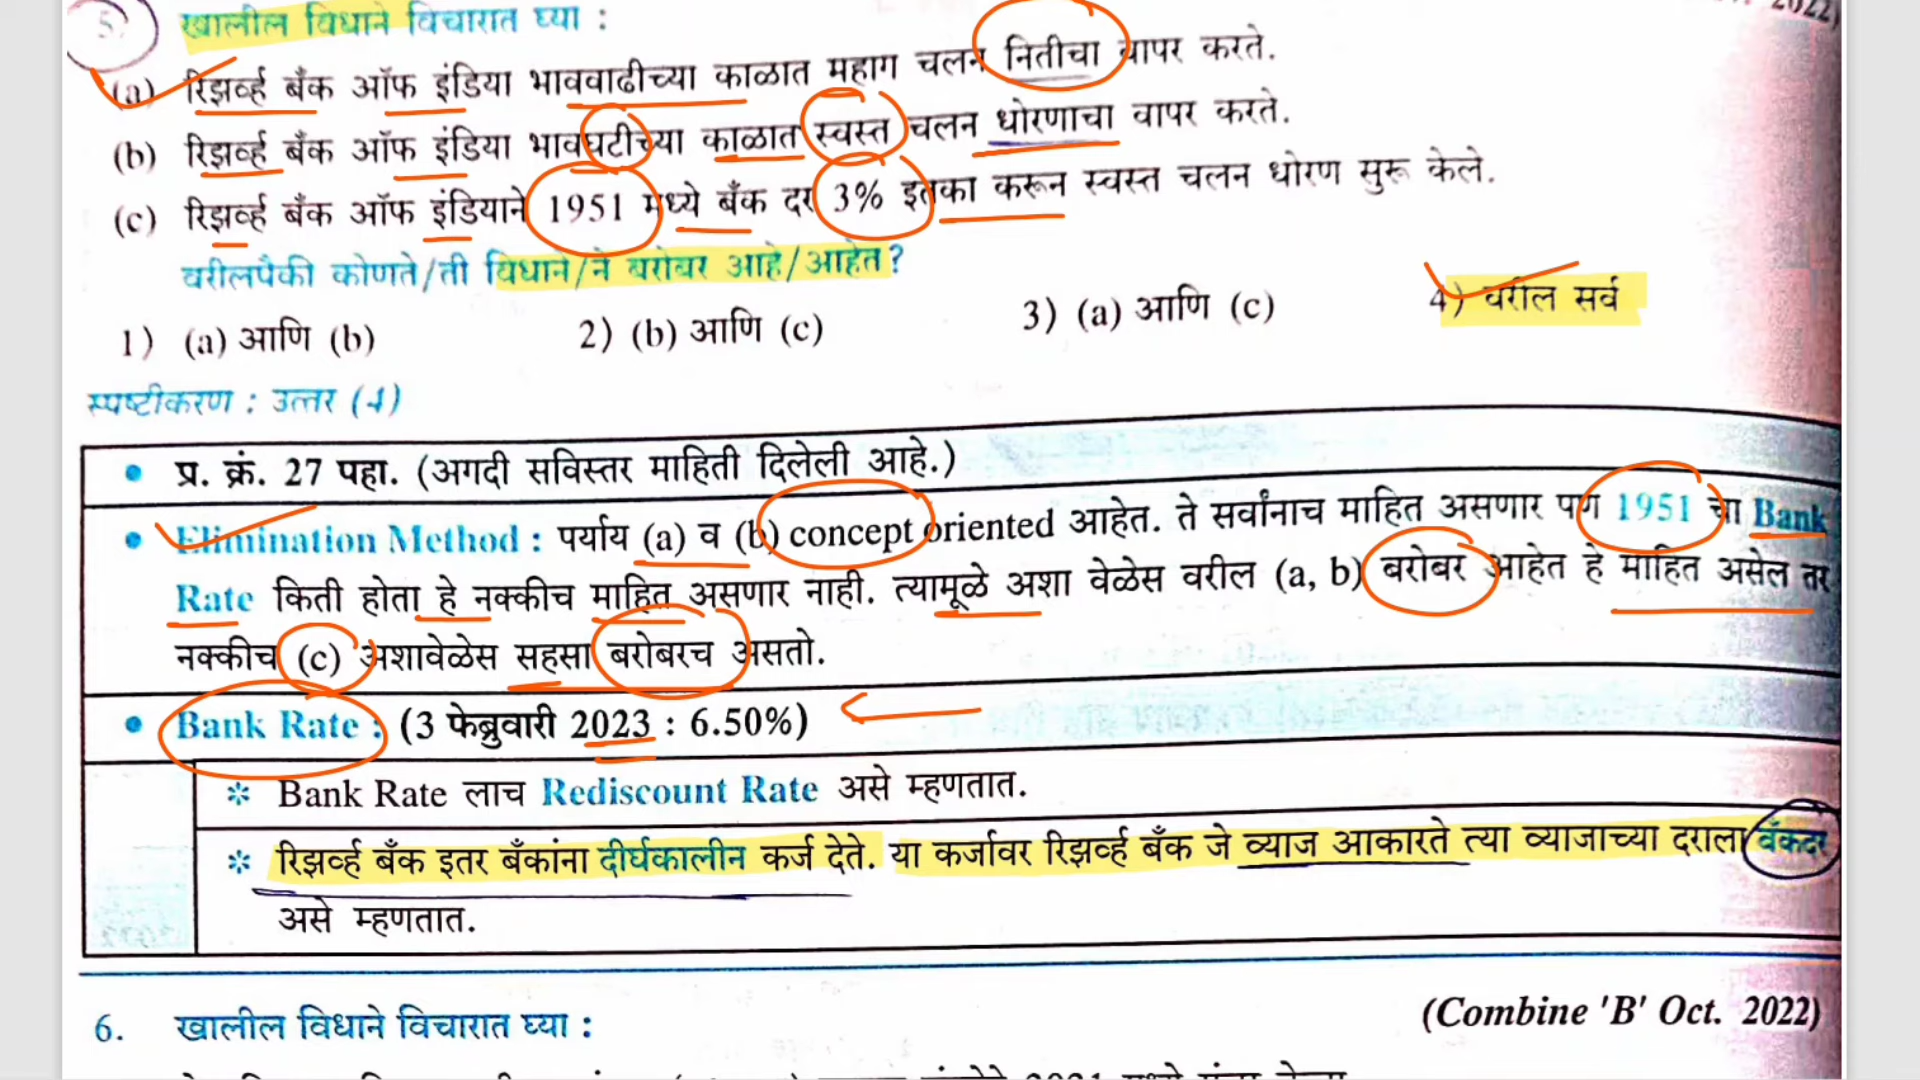 2022)
5. खालील विधाने विचारात घ्या :
(a) रिझर्व्ह बँक ऑफ इंडिया भाववाढीच्या काळात महाग चलन नितीचा वापर करते.
(b) रिझर्व्ह बँक ऑफ इंडिया भावघटीच्या काळात स्वस्त चलन धोरणाचा वापर करते.
(c) रिझर्व्ह बँक ऑफ इंडियाने 1951 मध्ये बँक दर 3% इतका करून स्वस्त चलन धोरण सुरू केले.
वरीलपैकी कोणते/ती विधाने/ने बरोबर आहे/आहेत?
1) (a) आणि (b) 2) (b) आणि (c) 3) (a) आणि (c) 4) वरील सर्व
स्पष्टीकरण : उत्तर (4)
• प्र. क्रं. 27 पहा. (अगदी सविस्तर माहिती दिलेली आहे.)
• Elimination Method : पर्याय (a) व (b) concept oriented आहेत. ते सर्वांनाच माहित असणार पण 1951 चा Bank
Rate किती होता हे नक्कीच माहित असणार नाही. त्यामूळे अशा वेळेस वरील (a, b) बरोबर आहेत हे माहित असेल तर
नक्कीच (c) अशावेळेस सहसा बरोबरच असतो.
• Bank Rate : (3 फेब्रुवारी 2023 : 6.50%)
* Bank Rate लाच Rediscount Rate असे म्हणतात.
* रिझर्व्ह बँक इतर बँकांना दीर्घकालीन कर्ज देते. या कर्जावर रिझर्व्ह बँक जे व्याज आकारते त्या व्याजाच्या दराला बँकदर
असे म्हणतात.
(Combine 'B' Oct. 2022)
6. खालील विधाने विचारात घ्या :